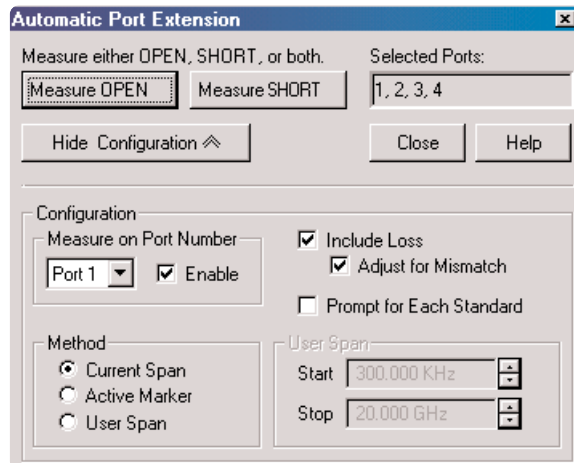 Automatic Port Extension
Measure either OPEN, SHORT, or both.
Selected Ports:
Measure OPEN
Measure SHORT
1, 2, 3, 4
Hide Configuration
Close
Help
Configuration
Measure on Port Number
Port 1
Enable
Include Loss
Adjust for Mismatch
Prompt for Each Standard
Method
Current Span
Active Marker
User Span
User Span
Start 300.000 KHz
Stop 20.000 GHz